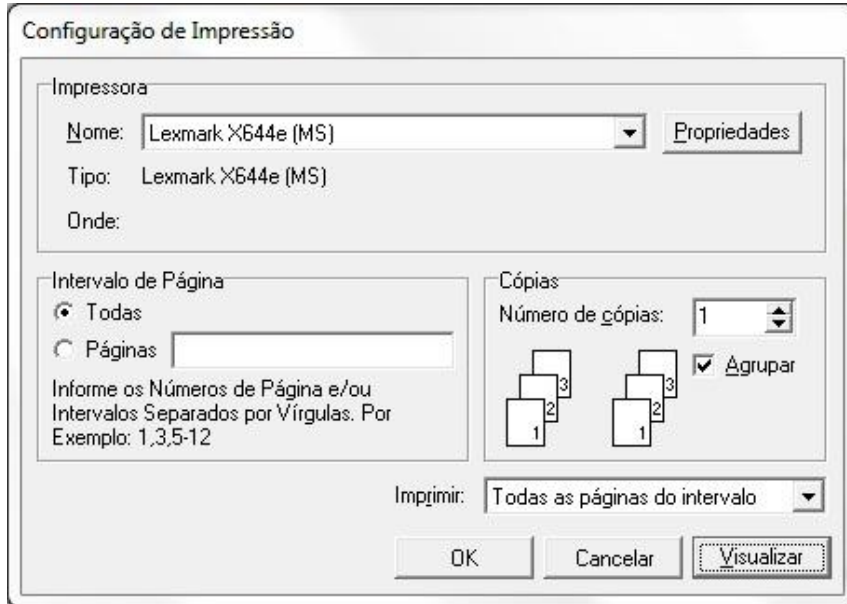 Configuração de Impressão
Impressora
Nome: Lexmark X644e (MS) Propriedades
Tipo: Lexmark X644e (MS)
Onde:
Intervalo de Página
Todas
Páginas
Informe os Números de Página e/ou
Intervalos Separados por Vírgulas. Por
Exemplo: 1,3,5-12
Cópias
Número de cópias: 1
Agrupar
3 3
2 2
1 1
Imprimir: Todas as páginas do intervalo
OK Cancelar Visualizar